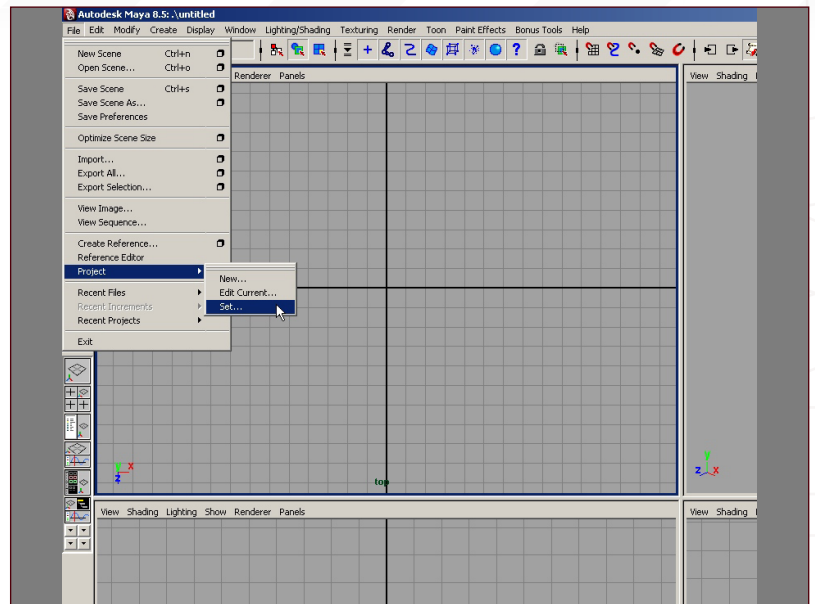 Autodesk Maya 8.5: .\untitled
File Edit Modify Create Display Window Lighting/Shading Texturing Render Toon Paint Effects Bonus Tools Help
New Scene Ctrl+n
Open Scene... Ctrl+o
Save Scene Ctrl+s
Save Scene As...
Save Preferences
Optimize Scene Size
Import...
Export All...
Export Selection...
View Image...
View Sequence...
Create Reference...
Reference Editor
Project
New...
Edit Current...
Set...
Recent Files
Recent Increments
Recent Projects
Exit
Renderer Panels
View Shading
y x
z
top
y
z x
View Shading Lighting Show Renderer Panels
View Shading